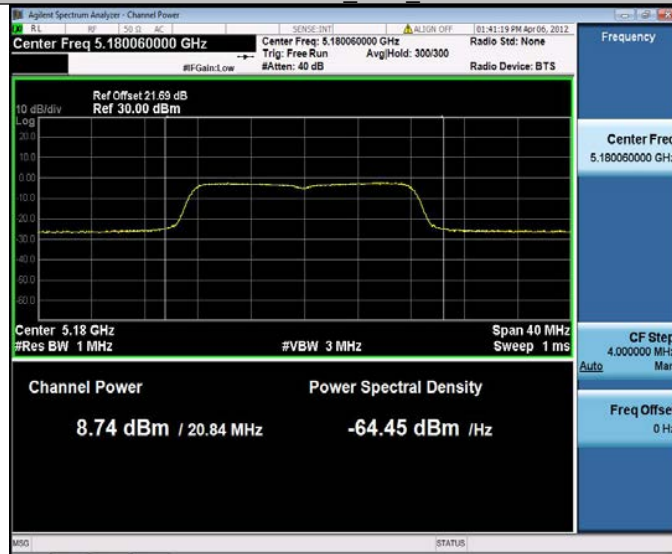 Agilent Spectrum Analyzer - Channel Power
RL RF 50 Ω AC SENSE:INT ALIGN OFF 01:41:19 PM Apr 06, 2012
Center Freq 5.180060000 GHz
Center Freq: 5.180060000 GHz
Radio Std: None
Trig: Free Run Avg|Hold: 300/300
#IFGain:Low #Atten: 40 dB Radio Device: BTS
Ref Offset 21.69 dB
10 dB/div Ref 30.00 dBm
Log
20.0
10.0
0.00
-10.0
-20.0
-30.0
-40.0
-50.0
-60.0
Center 5.18 GHz Span 40 MHz
#Res BW 1 MHz #VBW 3 MHz Sweep 1 ms
Channel Power Power Spectral Density
8.74 dBm / 20.84 MHz -64.45 dBm /Hz
MSG STATUS
Frequency
Center Freq
5.180060000 GHz
CF Step
4.000000 MHz
Auto Man
Freq Offset
0 Hz